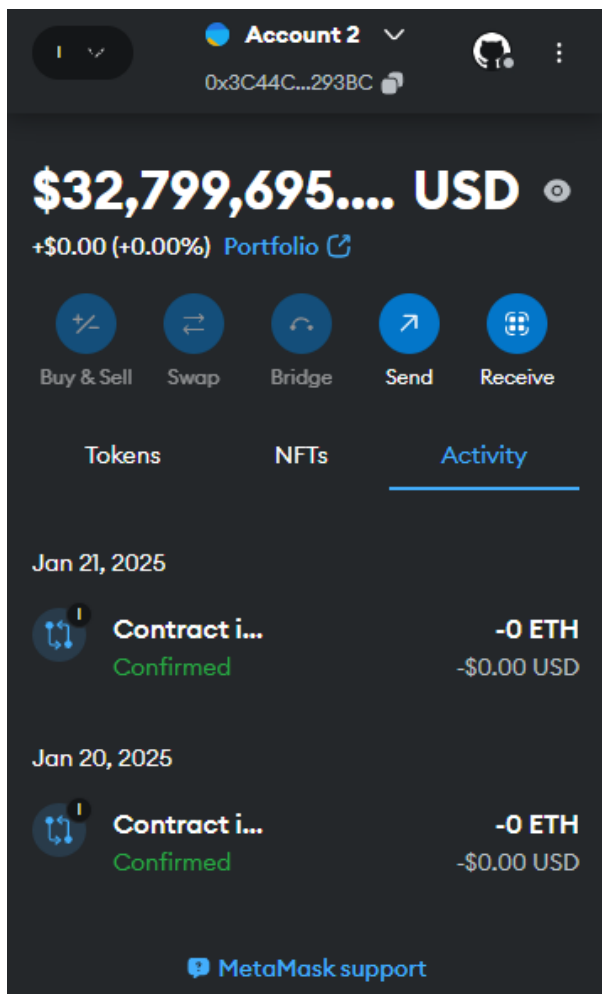 I
Account 2
0x3C44C...293BC
$32,799,695.... USD
+$0.00 (+0.00%) Portfolio
Buy & Sell Swap Bridge Send Receive
Tokens NFTs Activity
Jan 21, 2025
I
Contract i... -0 ETH
Confirmed -$0.00 USD
Jan 20, 2025
I
Contract i... -0 ETH
Confirmed -$0.00 USD
MetaMask support